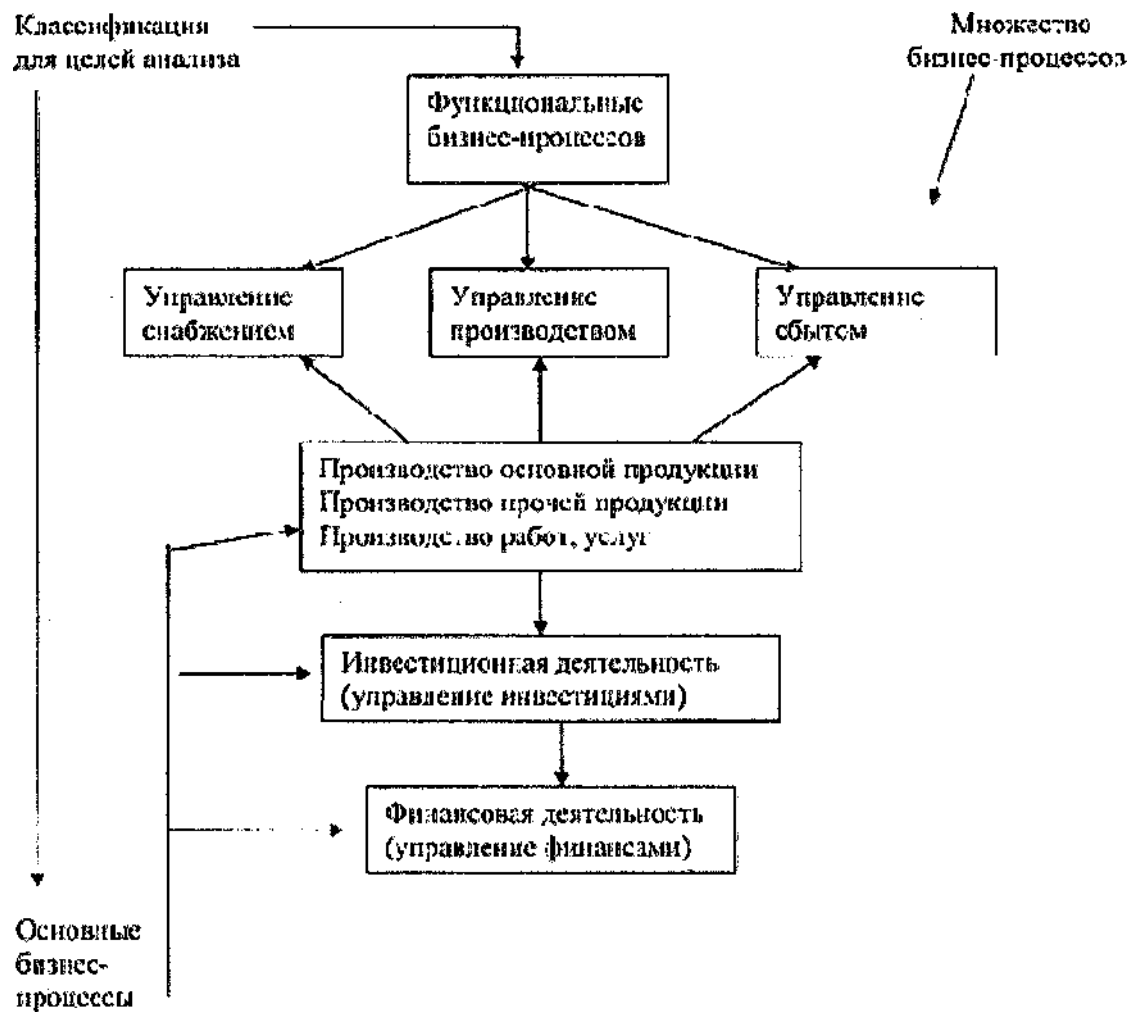 Классификация
для целей анализа
Множество
бизнес-процессов
Функциональные
бизнес-процессов
Управление
снабжением
Управление
производством
Управление
сбытом
Производство основной продукции
Производство прочей продукции
Производство работ, услуг
Инвестиционная деятельность
(управление инвестициями)
Финансовая деятельность
(управление финансами)
Основные
бизнес-
процессы